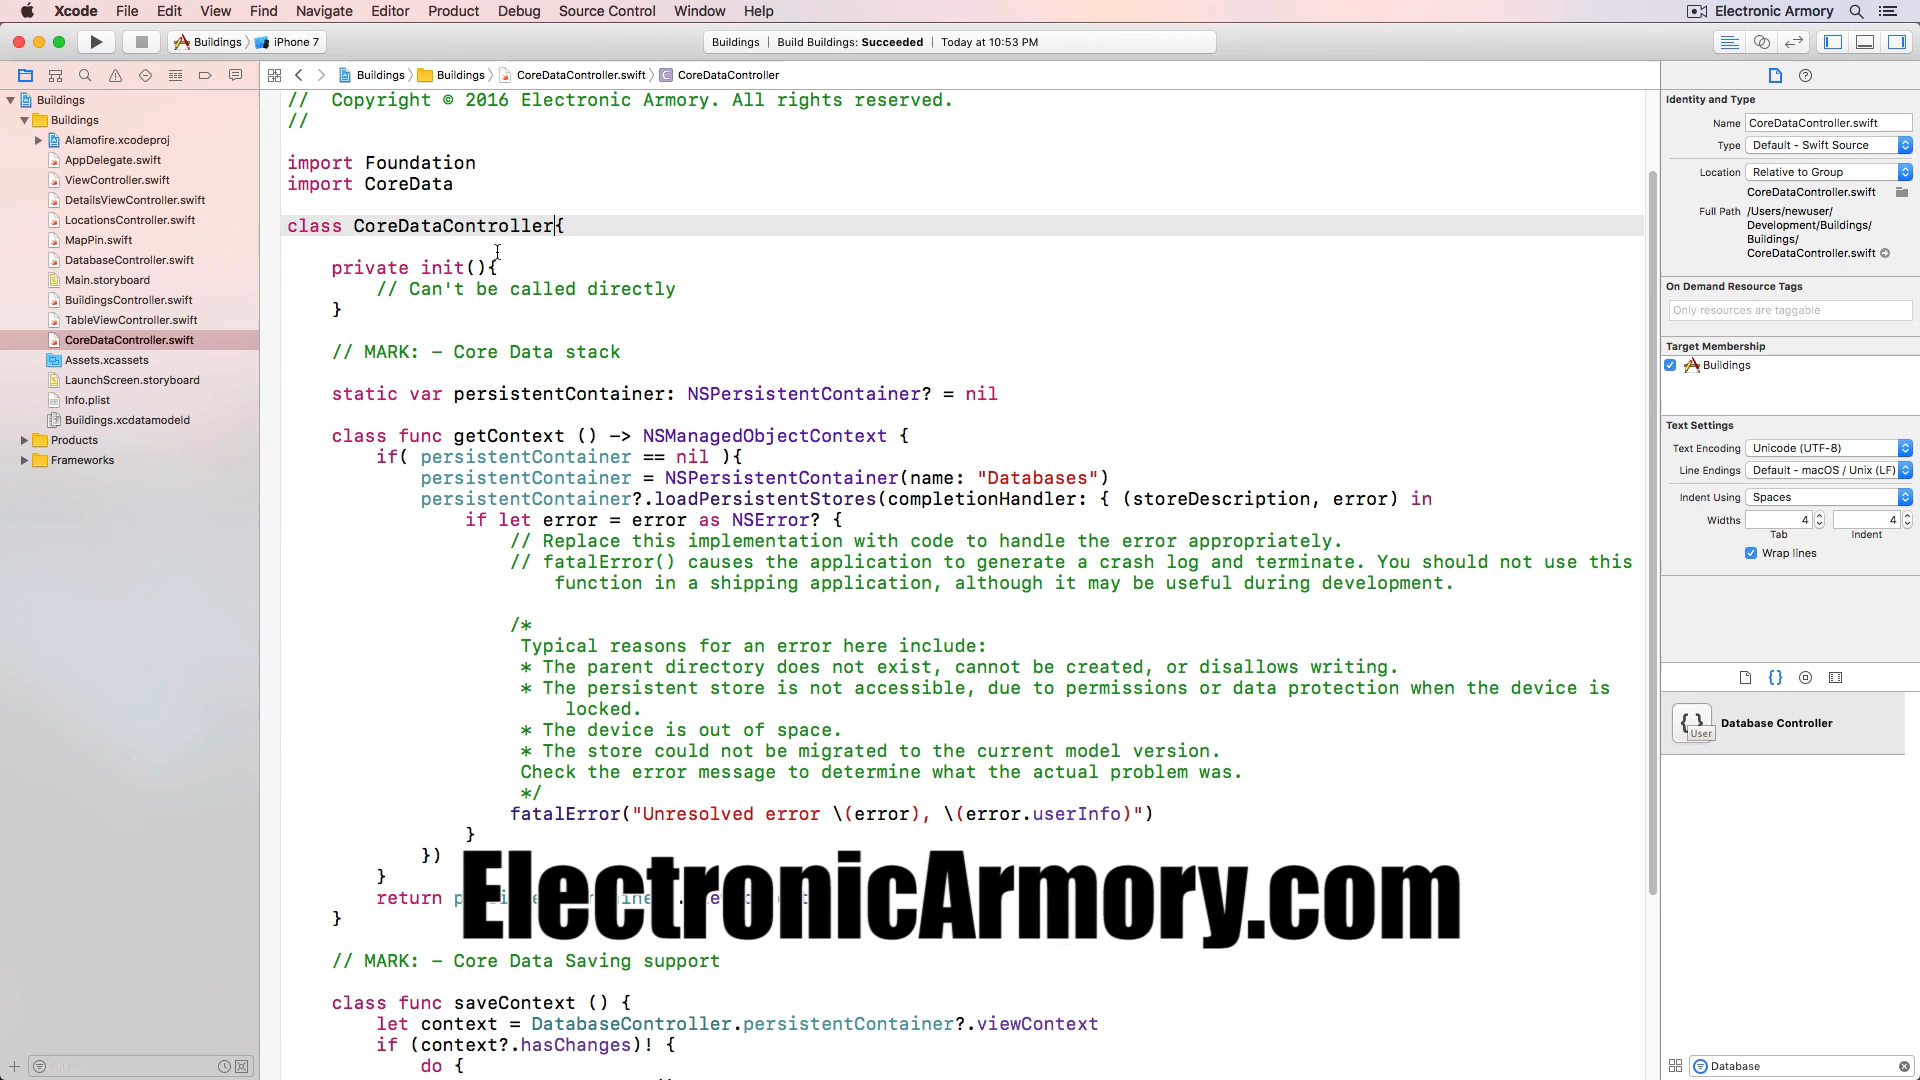 Xcode File Edit View Find Navigate Editor Product Debug Source Control Window Help Electronic Armory
Buildings iPhone 7 Buildings Build Buildings: Succeeded Today at 10:53 PM
Buildings Buildings CoreDataController.swift C CoreDataController
Buildings
Buildings
Alamofire.xcodeproj
AppDelegate.swift
ViewController.swift
DetailsViewController.swift
LocationsController.swift
MapPin.swift
DatabaseController.swift
Main.storyboard
BuildingsController.swift
TableViewController.swift
CoreDataController.swift
Assets.xcassets
LaunchScreen.storyboard
Info.plist
Buildings.xcdatamodeld
Products
Frameworks
Filter
// Copyright © 2016 Electronic Armory. All rights reserved.
//
import Foundation
import CoreData
class CoreDataController{
private init(){
// Can't be called directly
}
// MARK: - Core Data stack
static var persistentContainer: NSPersistentContainer? = nil
class func getContext () -> NSManagedObjectContext {
if( persistentContainer == nil ){
persistentContainer = NSPersistentContainer(name: "Databases")
persistentContainer?.loadPersistentStores(completionHandler: { (storeDescription, error) in
if let error = error as NSError? {
// Replace this implementation with code to handle the error appropriately.
// fatalError() causes the application to generate a crash log and terminate. You should not use this
function in a shipping application, although it may be useful during development.
/*
Typical reasons for an error here include:
* The parent directory does not exist, cannot be created, or disallows writing.
* The persistent store is not accessible, due to permissions or data protection when the device is
locked.
* The device is out of space.
* The store could not be migrated to the current model version.
Check the error message to determine what the actual problem was.
*/
fatalError("Unresolved error \(error), \(error.userInfo)")
}
})
}
return
}
ElectronicArmory.com
// MARK: - Core Data Saving support
class func saveContext () {
let context = DatabaseController.persistentContainer?.viewContext
if (context?.hasChanges)! {
do {
Identity and Type
Name CoreDataController.swift
Type Default - Swift Source
Location Relative to Group
CoreDataController.swift
Full Path /Users/newuser/
Development/Buildings/
Buildings/
CoreDataController.swift
On Demand Resource Tags
Only resources are taggable
Target Membership
Buildings
Text Settings
Text Encoding Unicode (UTF-8)
Line Endings Default - macOS / Unix (LF)
Indent Using Spaces
Widths 4 4
Tab Indent
Wrap lines
{ } Database Controller
User
Database